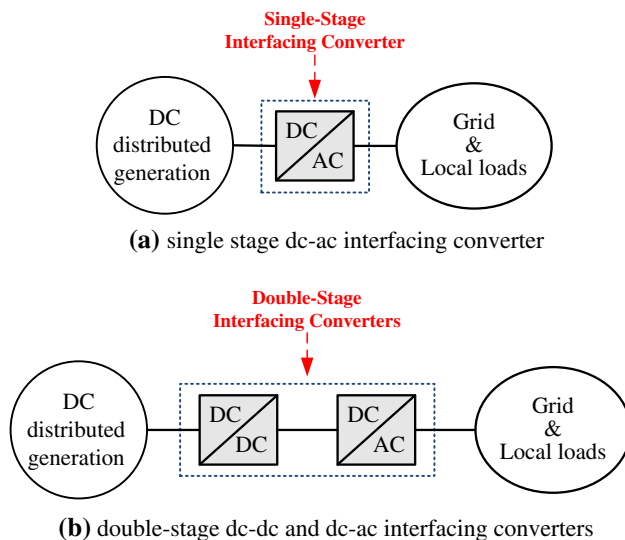 Single-Stage
Interfacing Converter
DC
distributed
generation
DC
AC
Grid
&
Local loads
(a) single stage dc-ac interfacing converter
Double-Stage
Interfacing Converters
DC
distributed
generation
DC
DC
DC
AC
Grid
&
Local loads
(b) double-stage dc-dc and dc-ac interfacing converters